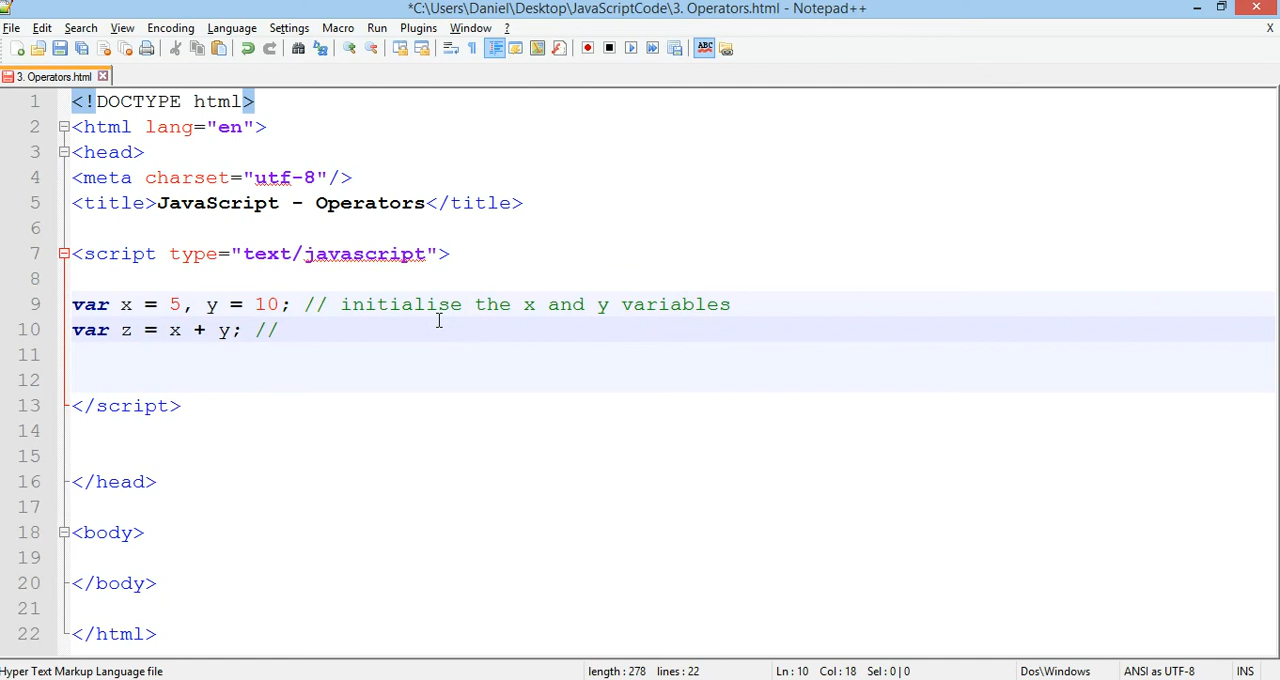 *C:\Users\Daniel\Desktop\JavaScriptCode\3. Operators.html - Notepad++
File Edit Search View Encoding Language Settings Macro Run Plugins Window ? X
ABC
3. Operators.html
1 <!DOCTYPE html>
2 <html lang="en">
3 <head>
4 <meta charset="utf-8"/>
5 <title>JavaScript - Operators</title>
6
7 <script type="text/javascript">
8
9 var x = 5, y = 10; // initialise the x and y variables
10 var z = x + y; //
11
12
13 </script>
14
15
16 </head>
17
18 <body>
19
20 </body>
21
22 </html>
Hyper Text Markup Language file length : 278 lines : 22 Ln : 10 Col : 18 Sel : 0 | 0 Dos\Windows ANSI as UTF-8 INS